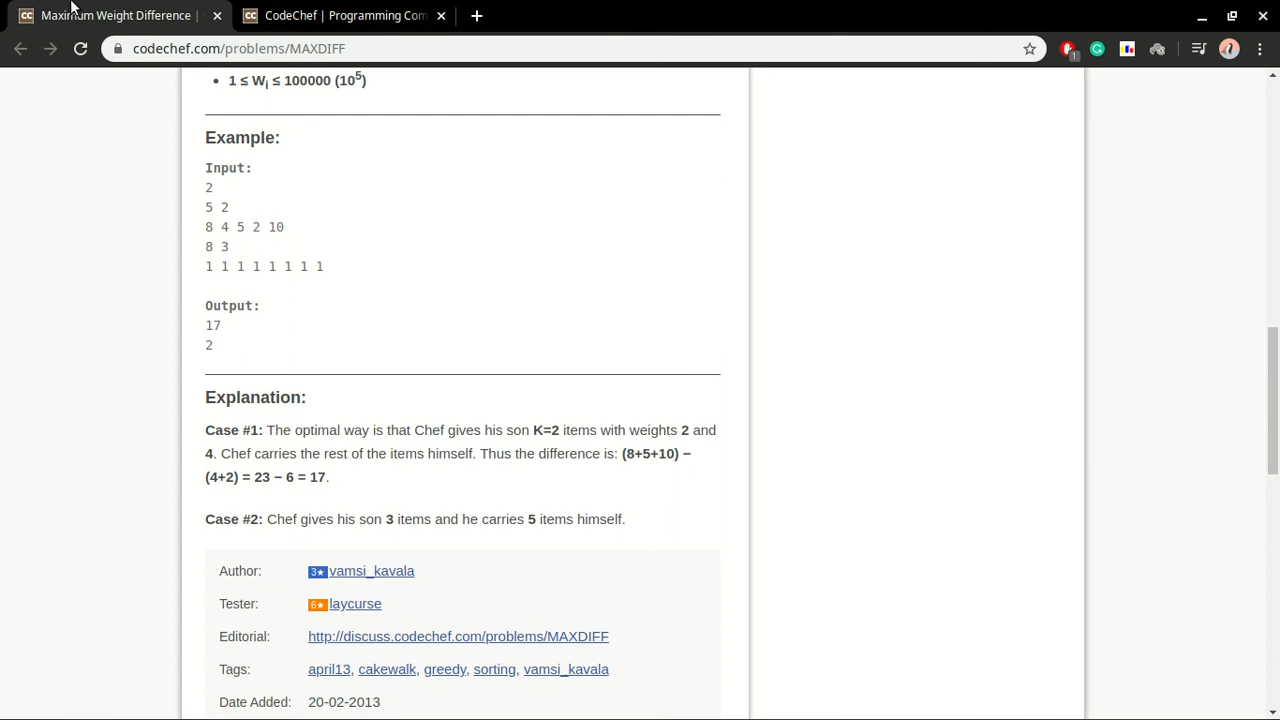 Maximum Weight Difference |
CodeChef | Programming Com
codechef.com/problems/MAXDIFF
1
• 1 ≤ Wi ≤ 100000 (10^5)
Example:
Input:
2
5 2
8 4 5 2 10
8 3
1 1 1 1 1 1 1 1
Output:
17
2
Explanation:
Case #1: The optimal way is that Chef gives his son K=2 items with weights 2 and
4. Chef carries the rest of the items himself. Thus the difference is: (8+5+10) −
(4+2) = 23 − 6 = 17.
Case #2: Chef gives his son 3 items and he carries 5 items himself.
Author: 3★ vamsi_kavala
Tester: 6★ laycurse
Editorial: http://discuss.codechef.com/problems/MAXDIFF
Tags: april13, cakewalk, greedy, sorting, vamsi_kavala
Date Added: 20-02-2013